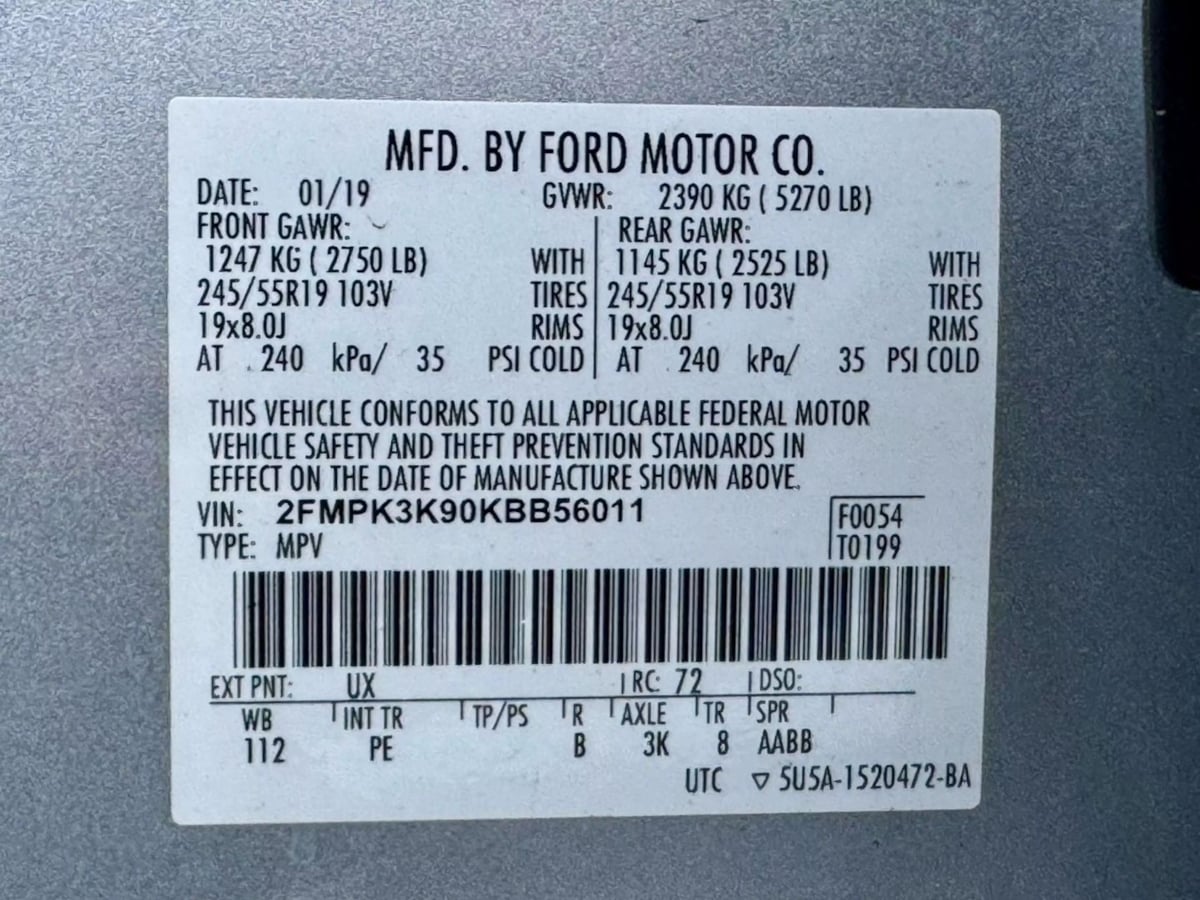 MFD. BY FORD MOTOR CO.
DATE: 01/19 GVWR: 2390 KG ( 5270 LB)
FRONT GAWR: REAR GAWR:
1247 KG ( 2750 LB) WITH 1145 KG ( 2525 LB) WITH
245/55R19 103V TIRES 245/55R19 103V TIRES
19x8.0J RIMS 19x8.0J RIMS
AT 240 kPa/ 35 PSI COLD AT 240 kPa/ 35 PSI COLD
THIS VEHICLE CONFORMS TO ALL APPLICABLE FEDERAL MOTOR
VEHICLE SAFETY AND THEFT PREVENTION STANDARDS IN
EFFECT ON THE DATE OF MANUFACTURE SHOWN ABOVE.
VIN: 2FMPK3K90KBB56011 F0054
TYPE: MPV T0199
EXT PNT: UX RC: 72 DSO:
WB INT TR TP/PS R AXLE TR SPR
112 PE B 3K 8 AABB
UTC ▽ 5U5A-1520472-BA